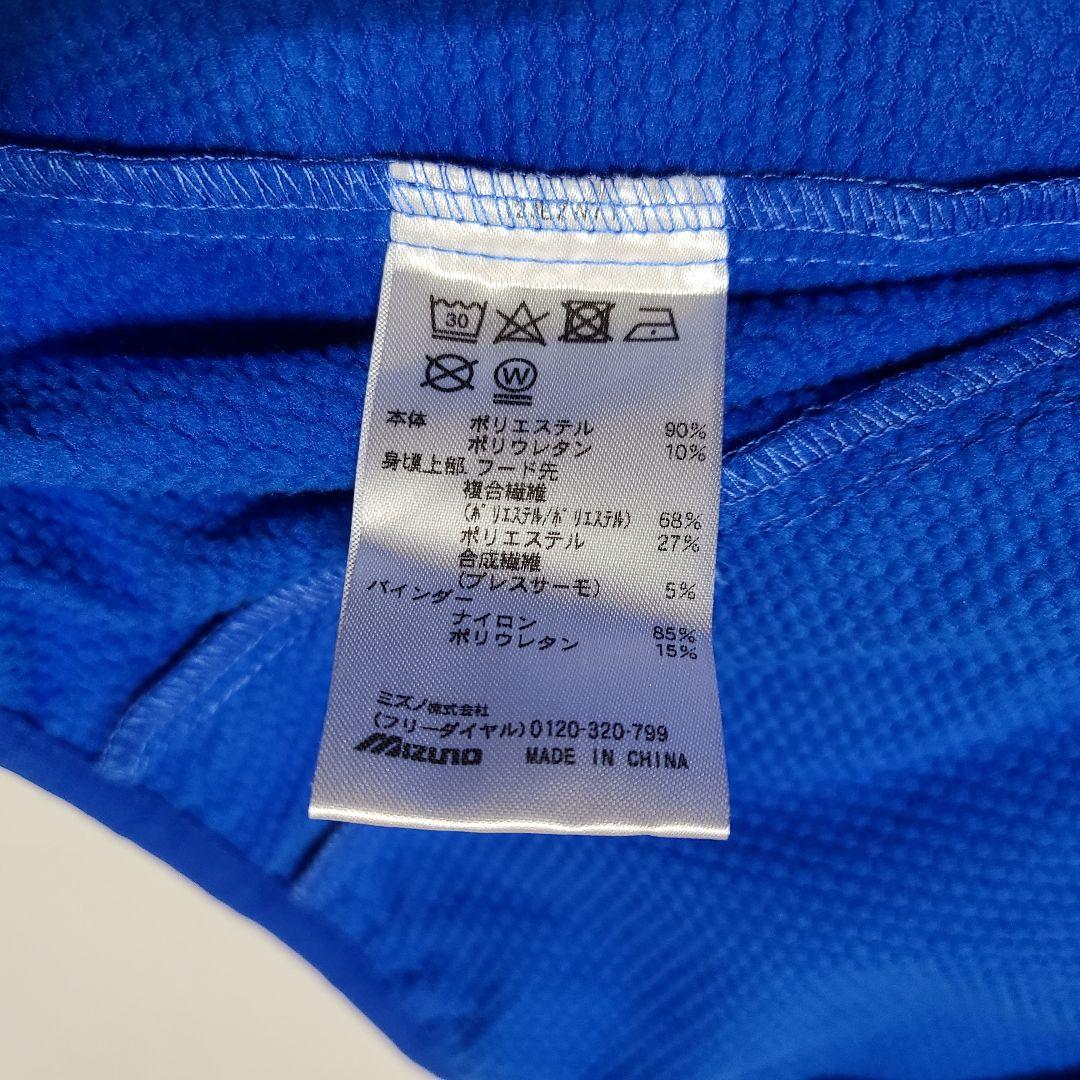 30
W
本体 ポリエステル 90%
ポリウレタン 10%
身頃上部,フード先
複合繊維
(ポリエステル/ポリエステル) 68%
ポリエステル 27%
合成繊維
(ブレスサーモ) 5%
バインダー
ナイロン 85%
ポリウレタン 15%
ミズノ株式会社
(フリーダイヤル)0120-320-799
Mizuno MADE IN CHINA